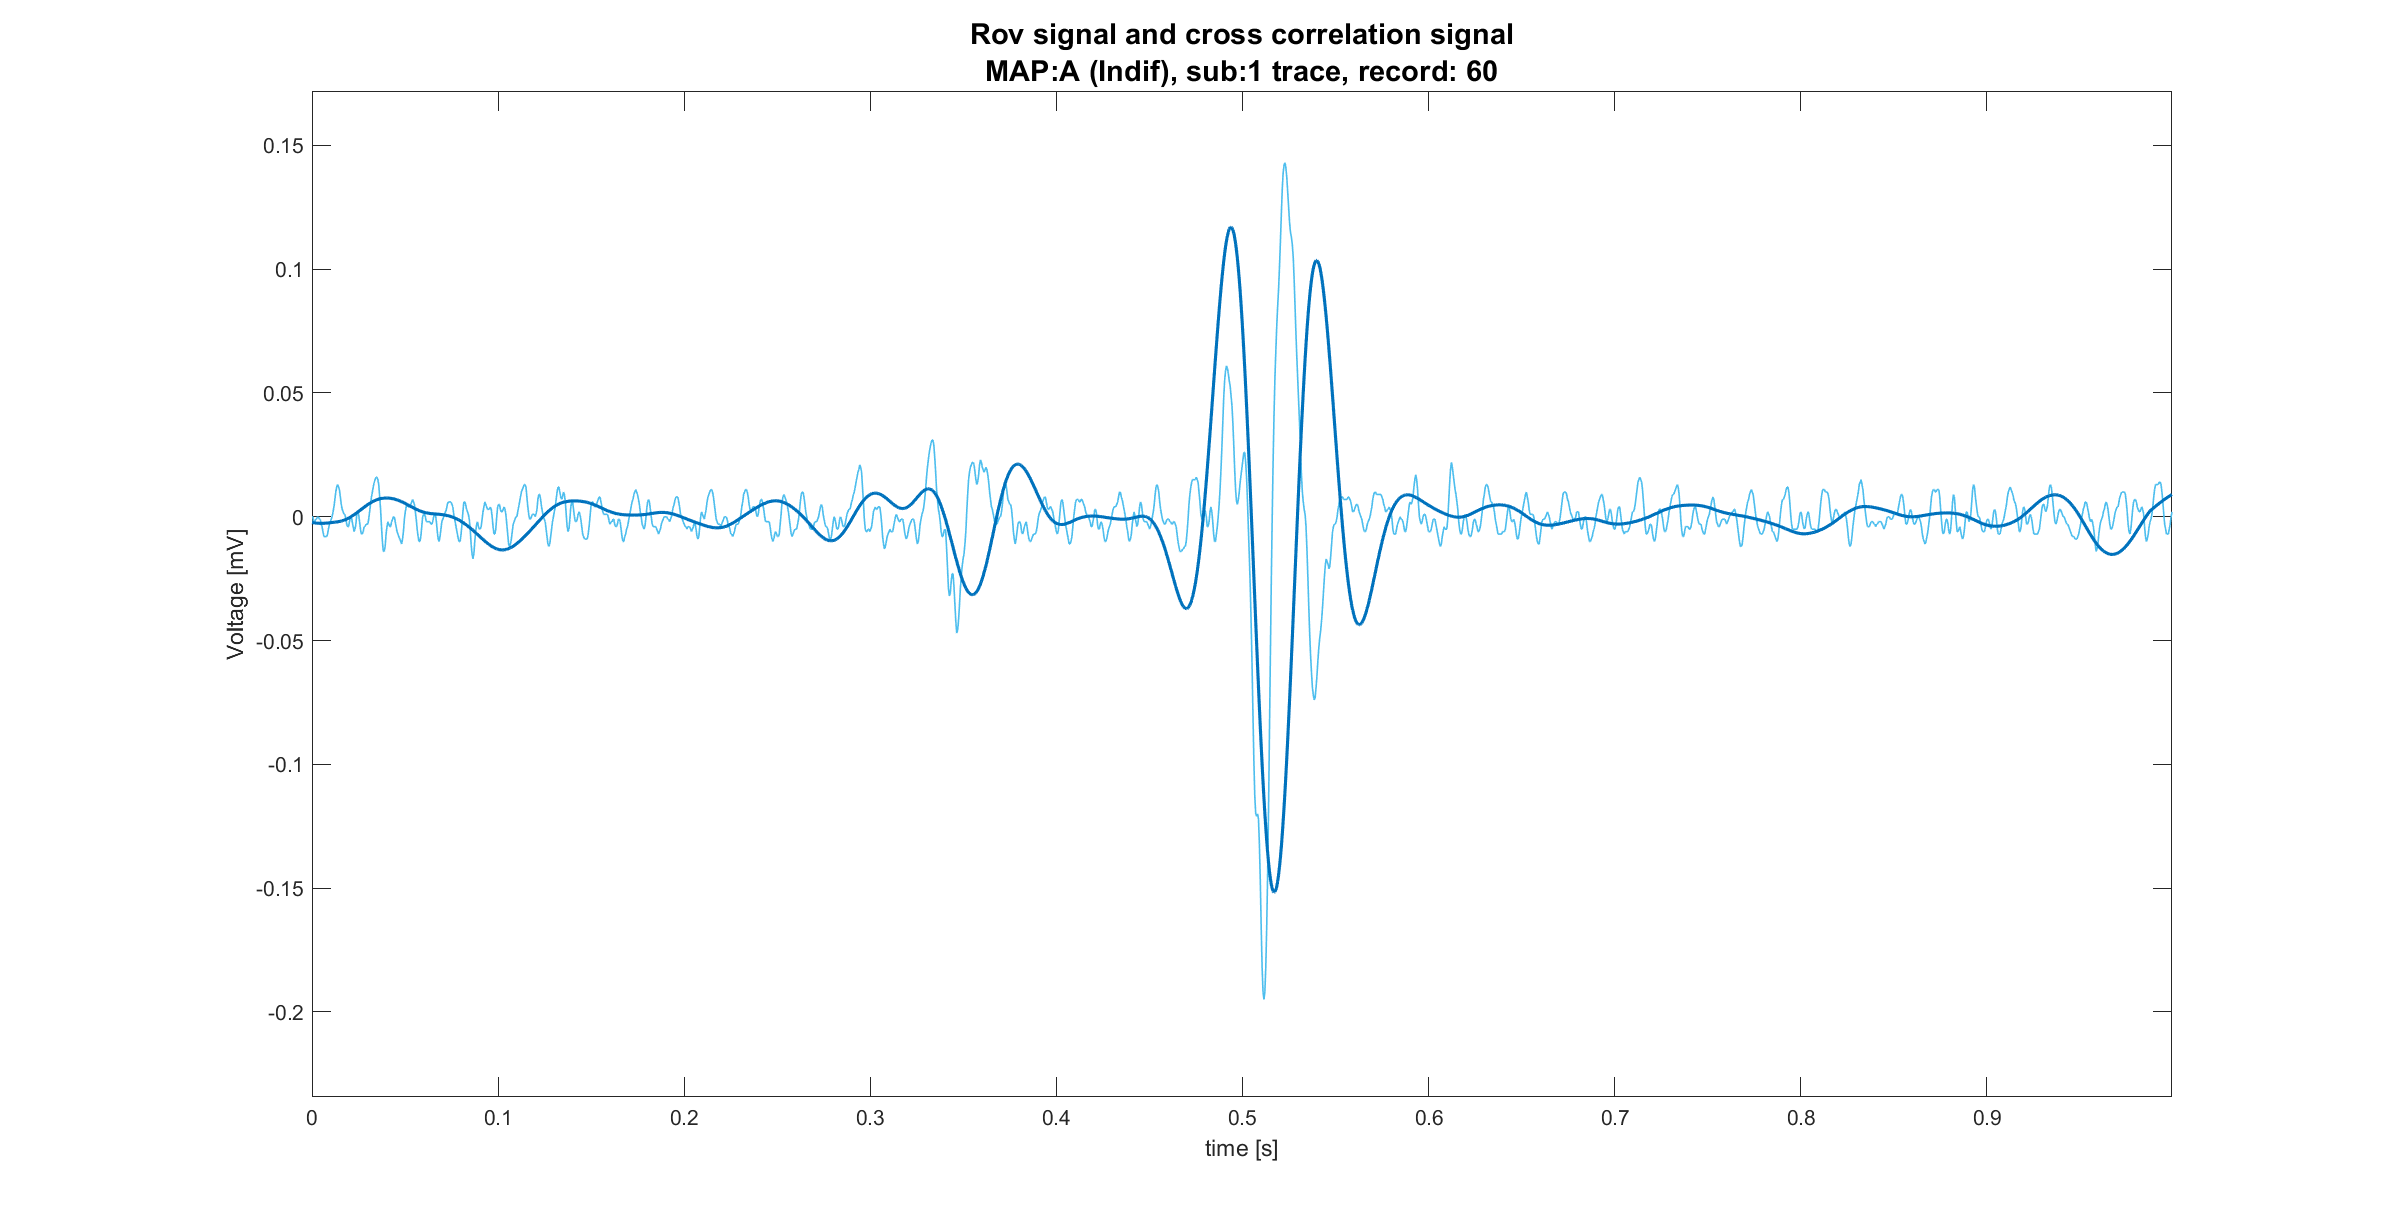 Rov signal and cross correlation signal
MAP:A (Indif), sub:1 trace, record: 60
0.15
0.1
0.05
0
-0.05
-0.1
-0.15
-0.2
Voltage [mV]
0 0.1 0.2 0.3 0.4 0.5 0.6 0.7 0.8 0.9
time [s]